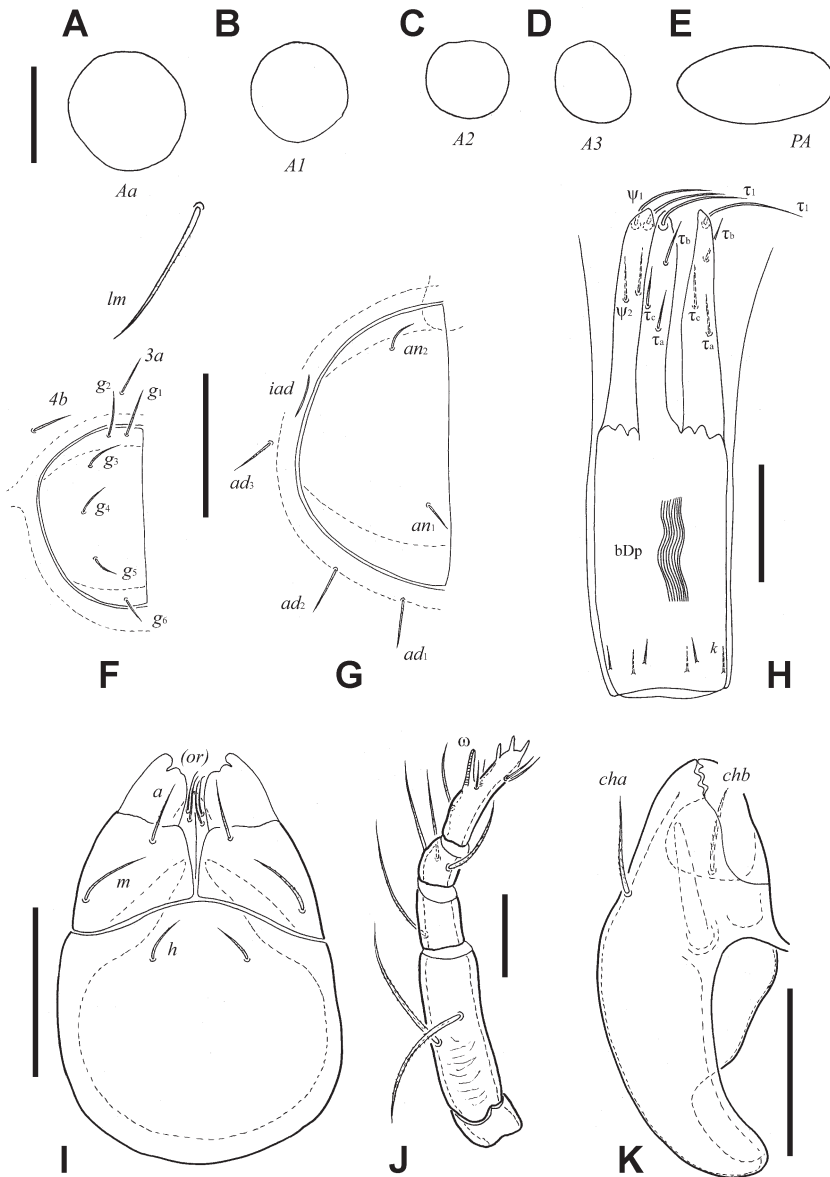 A B C D E
Aa A1 A2 A3 PA
lm
3a
4b g2 g1
g3
g4
g5
g6
F
an2
iad
ad3
an1
ad2
ad1
G
ψ1 τ1 τ1
τb τb
ψ2 τc τc
τa τa
bDp
k
H
(or)
a
m
h
I
ω
J
cha chb
K